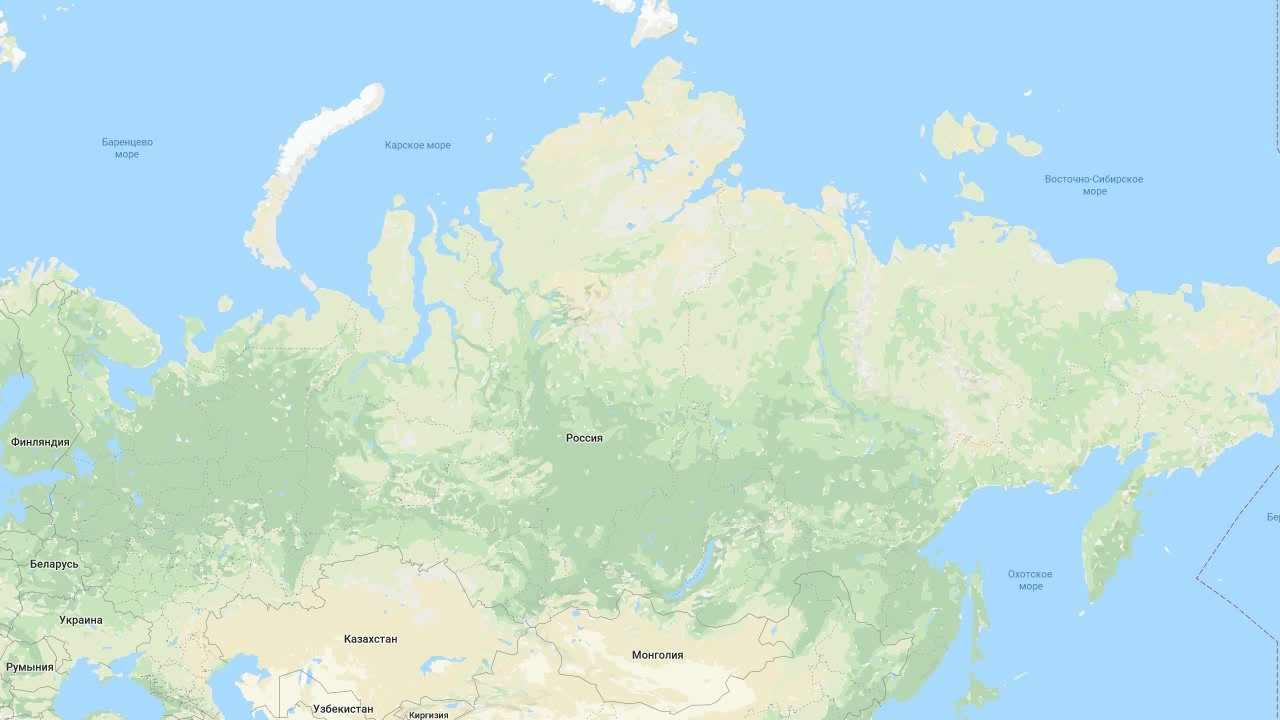 Баренцево
море
Карское море
Восточно-Сибирское
море
Россия
Финляндия
Беларусь
Охотское
море
Украина
Казахстан
Монголия
Румыния
Узбекистан
Киргизия